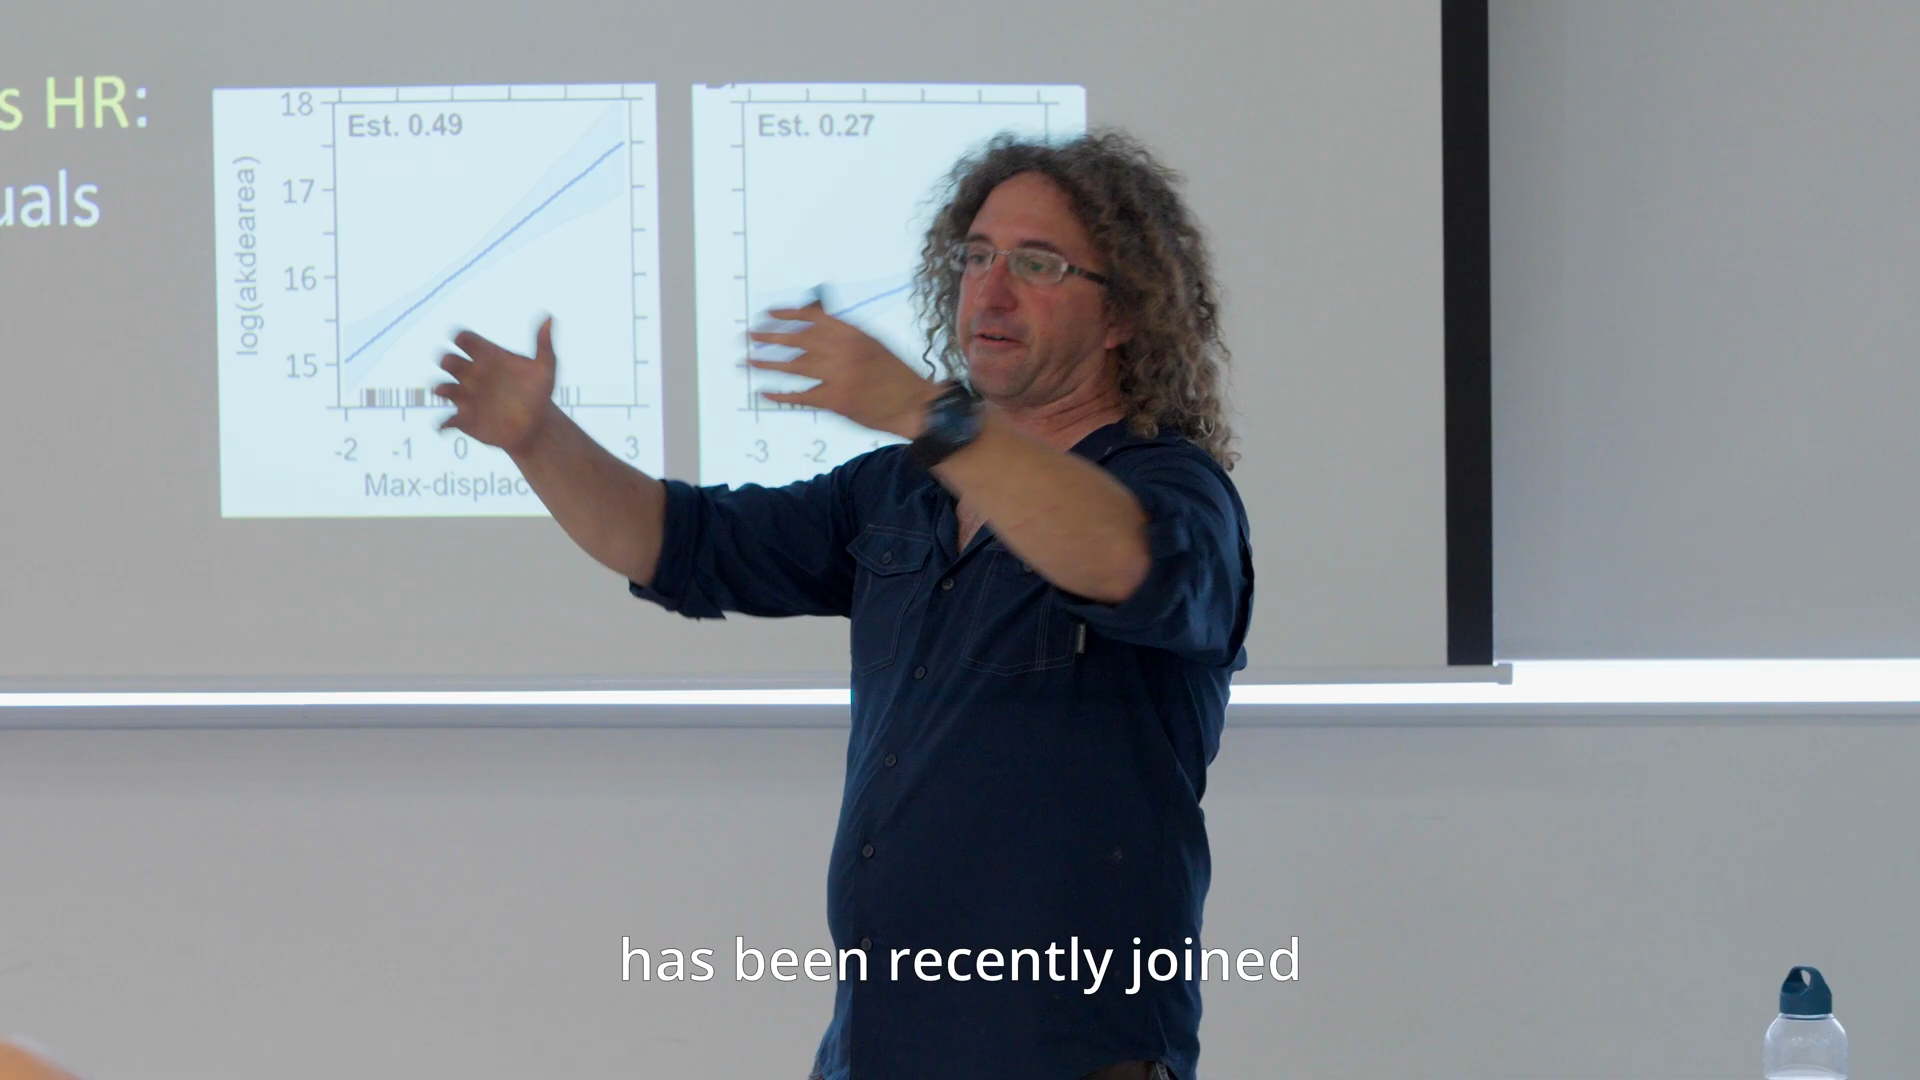 s HR:
uals
18
17
16
15
log(akdearea)
Est. 0.49
-2 -1 0 3
Max-displac
Est. 0.27
-3 -2
has been recently joined